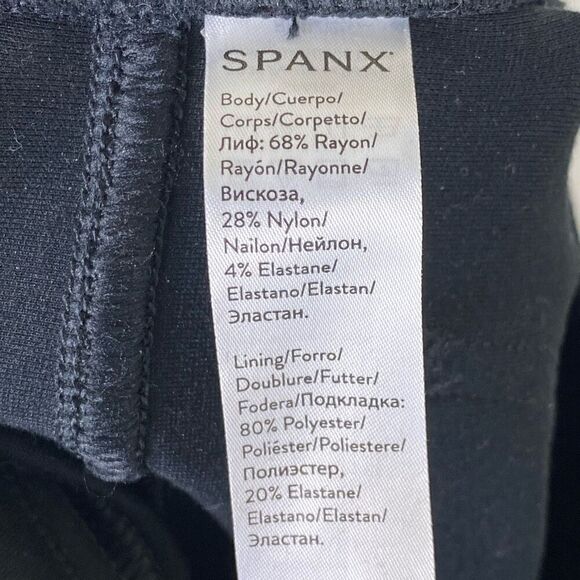 SPANX®
Body/Cuerpo/
Corps/Corpetto/
Лиф: 68% Rayon/
Rayón/Rayonne/
Вискоза,
28% Nylon/
Nailon/Нейлон,
4% Elastane/
Elastano/Elastan/
Эластан.
Lining/Forro/
Doublure/Futter/
Fodera/Подкладка:
80% Polyester/
Poliéster/Poliestere/
Полиэстер,
20% Elastane/
Elastano/Elastan/
Эластан.